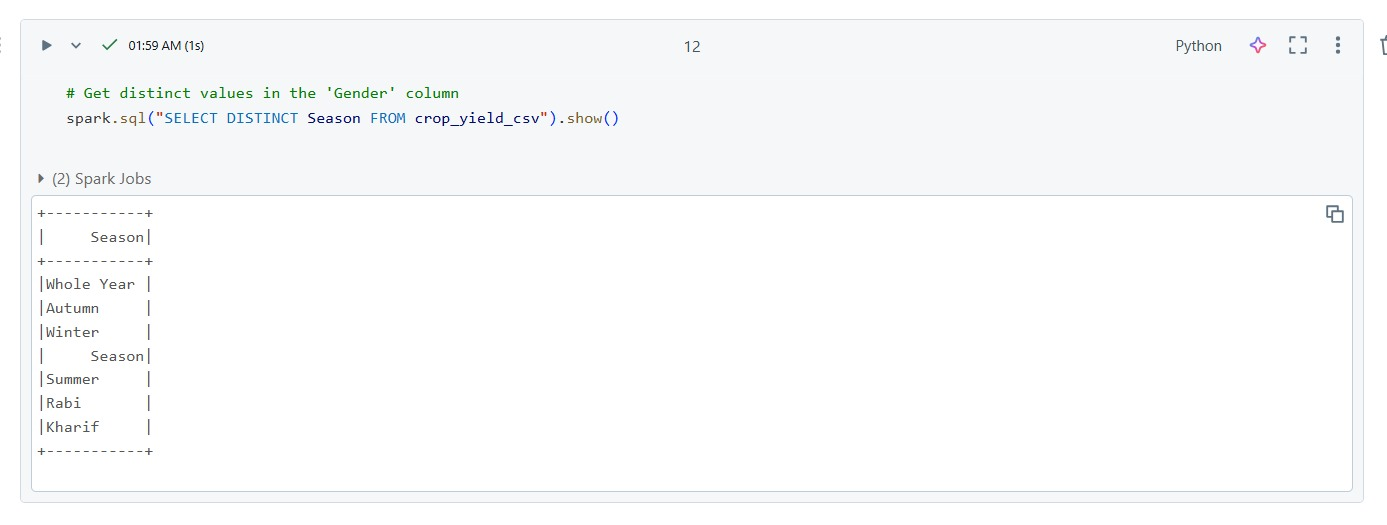 01:59 AM (1s)
12
Python
# Get distinct values in the 'Gender' column
spark.sql("SELECT DISTINCT Season FROM crop_yield_csv").show()
(2) Spark Jobs
+-----------+
|     Season|
+-----------+
|Whole Year |
|Autumn     |
|Winter     |
|     Season|
|Summer     |
|Rabi       |
|Kharif     |
+-----------+